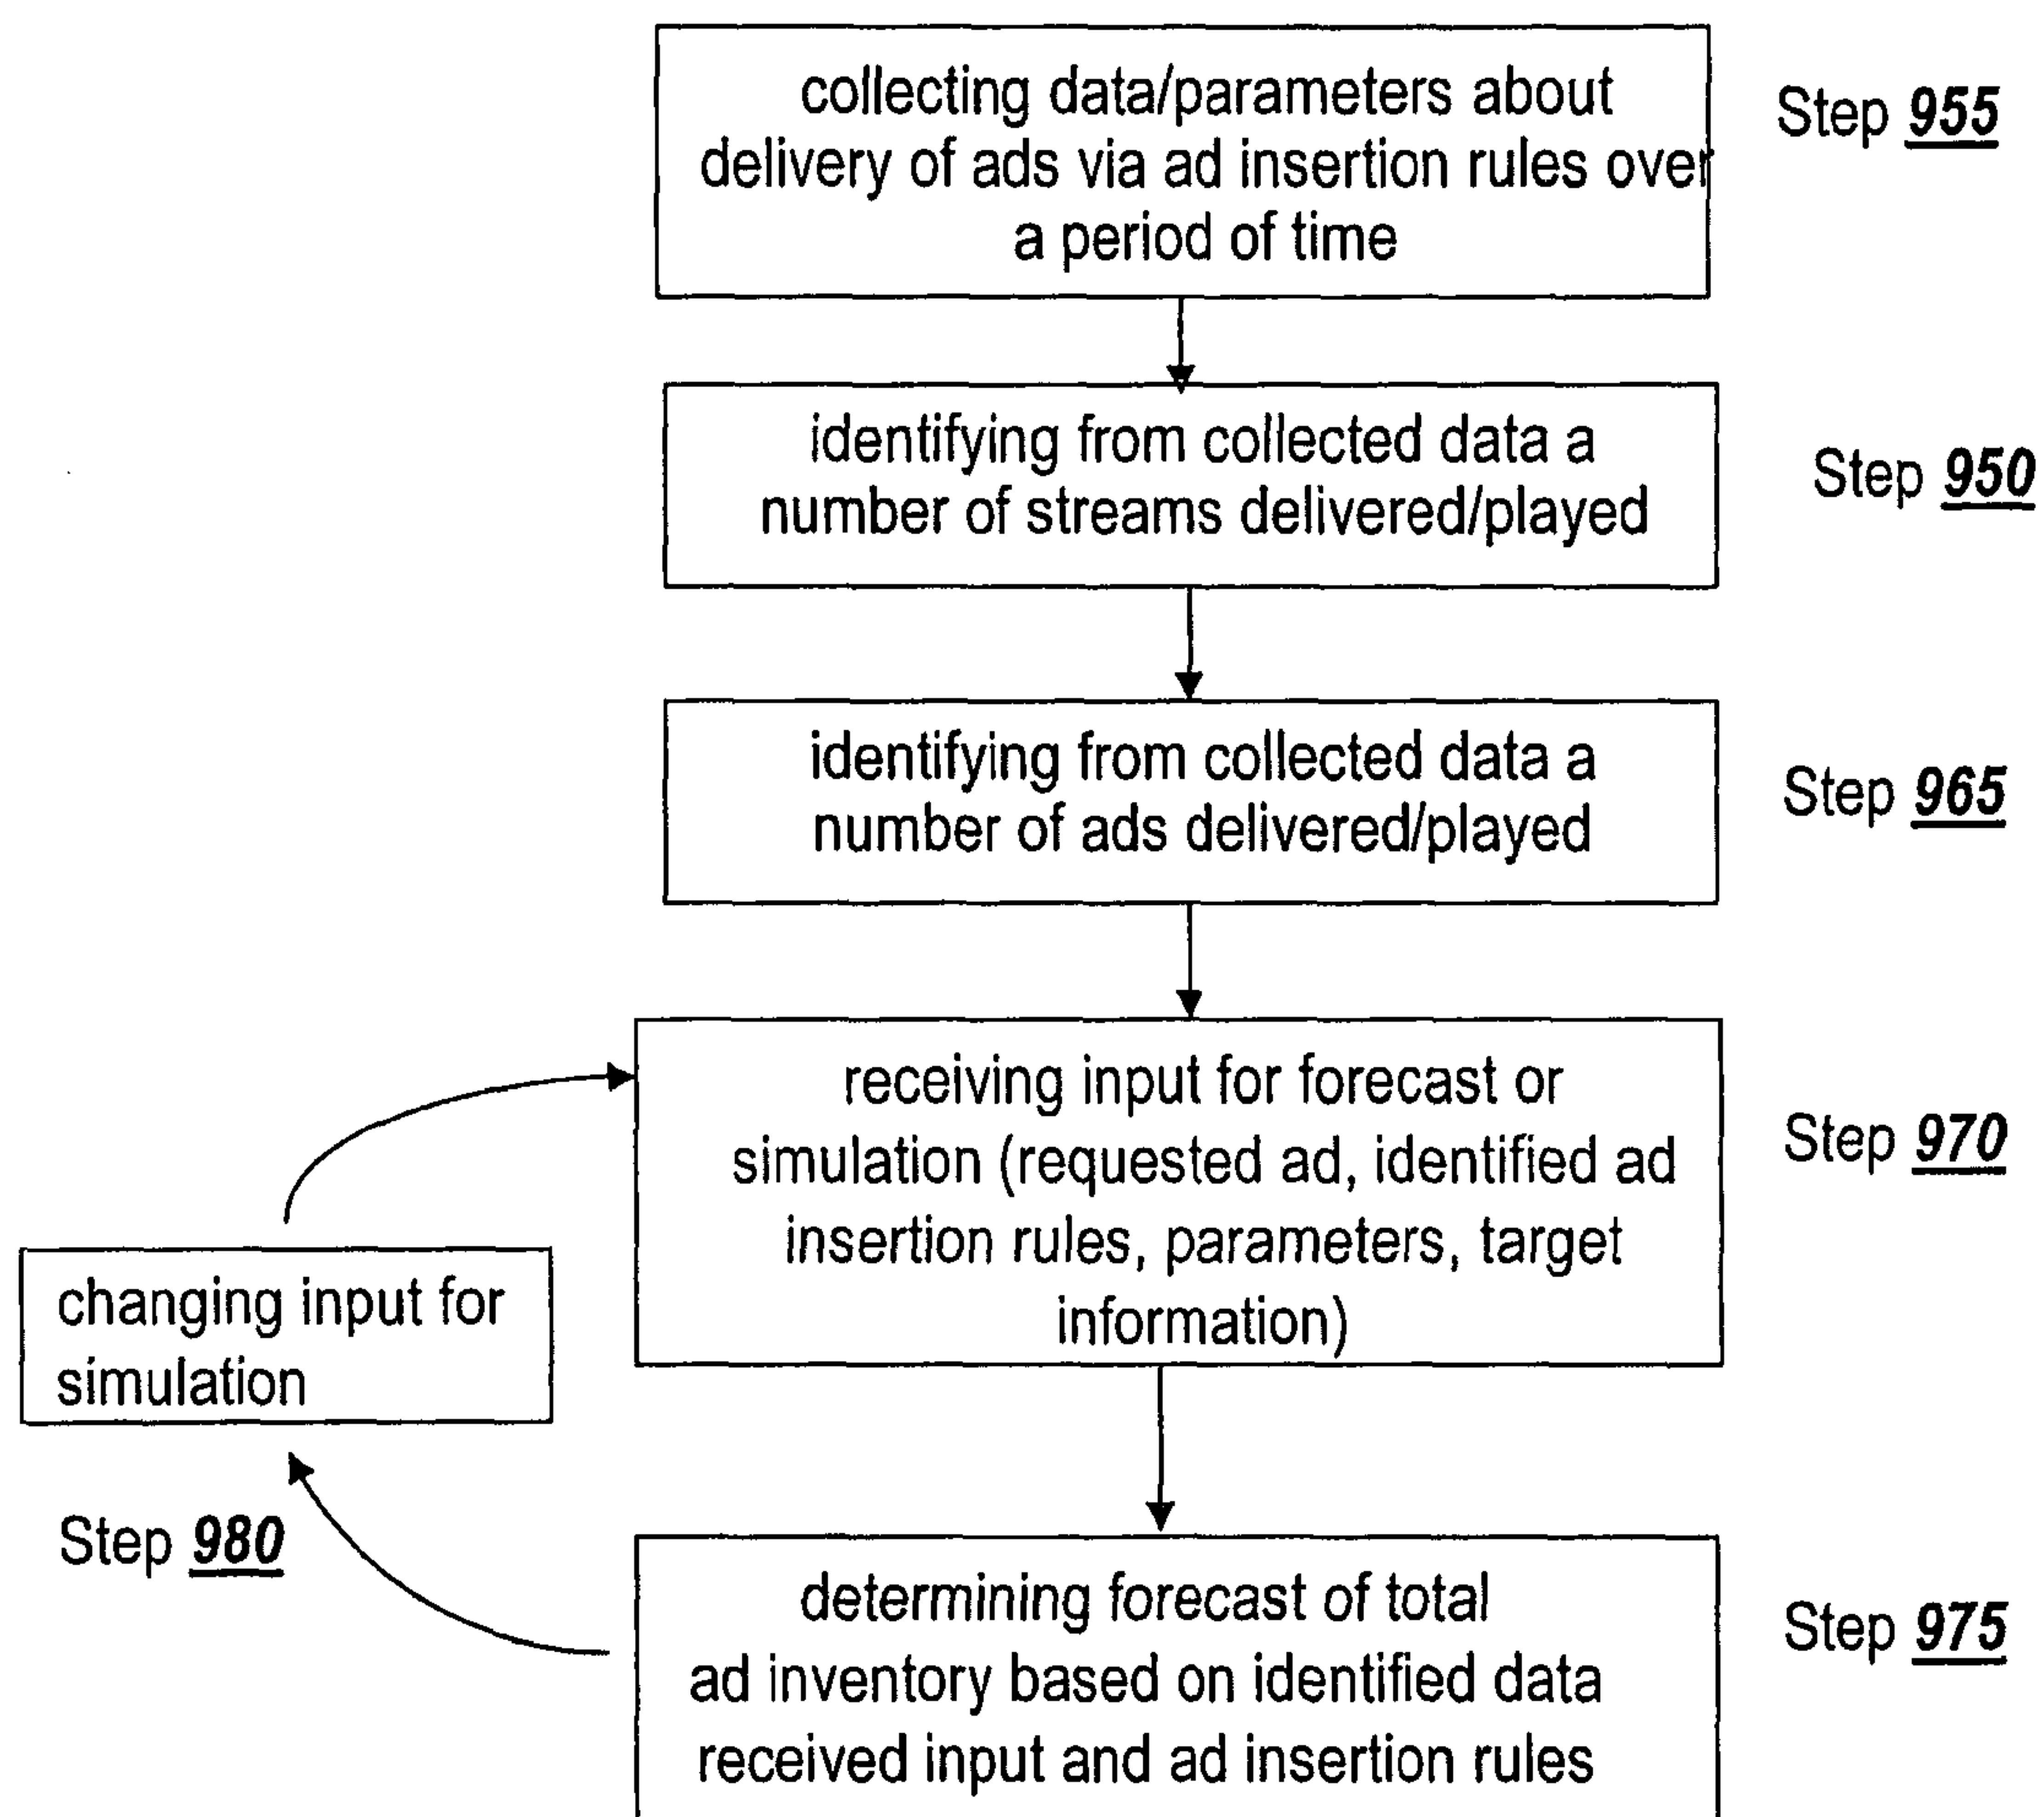 collecting data/parameters about
delivery of ads via ad insertion rules over
a period of time
Step 955
identifying from collected data a
number of streams delivered/played
Step 950
identifying from collected data a
number of ads delivered/played
Step 965
receiving input for forecast or
simulation (requested ad, identified ad
insertion rules, parameters, target
information)
Step 970
changing input for
simulation
Step 980
determining forecast of total
ad inventory based on identified data
received input and ad insertion rules
Step 975